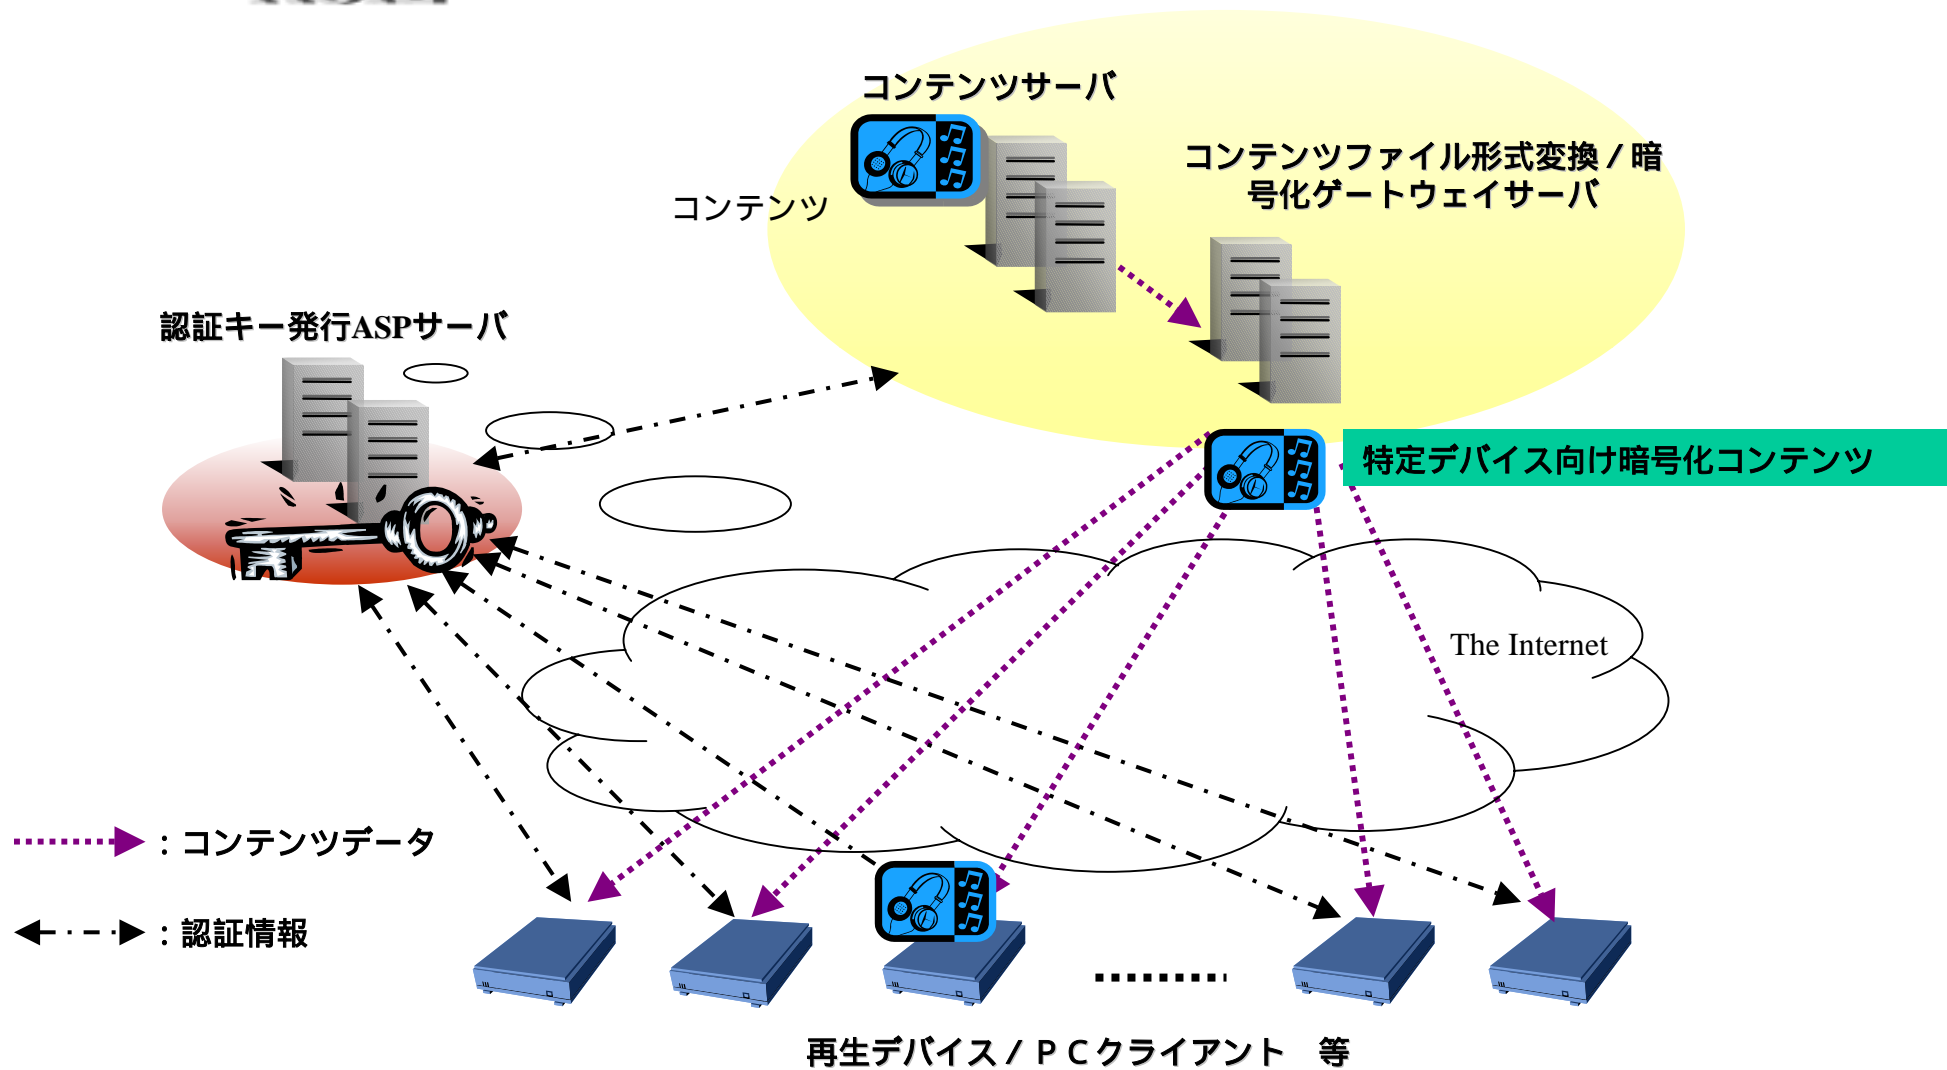 コンテンツサーバ
コンテンツファイル形式変換／暗
号化ゲートウェイサーバ
コンテンツ
認証キー発行ASPサーバ
特定デバイス向け暗号化コンテンツ
The Internet
：コンテンツデータ
：認証情報
再生デバイス／ＰＣクライアント　等